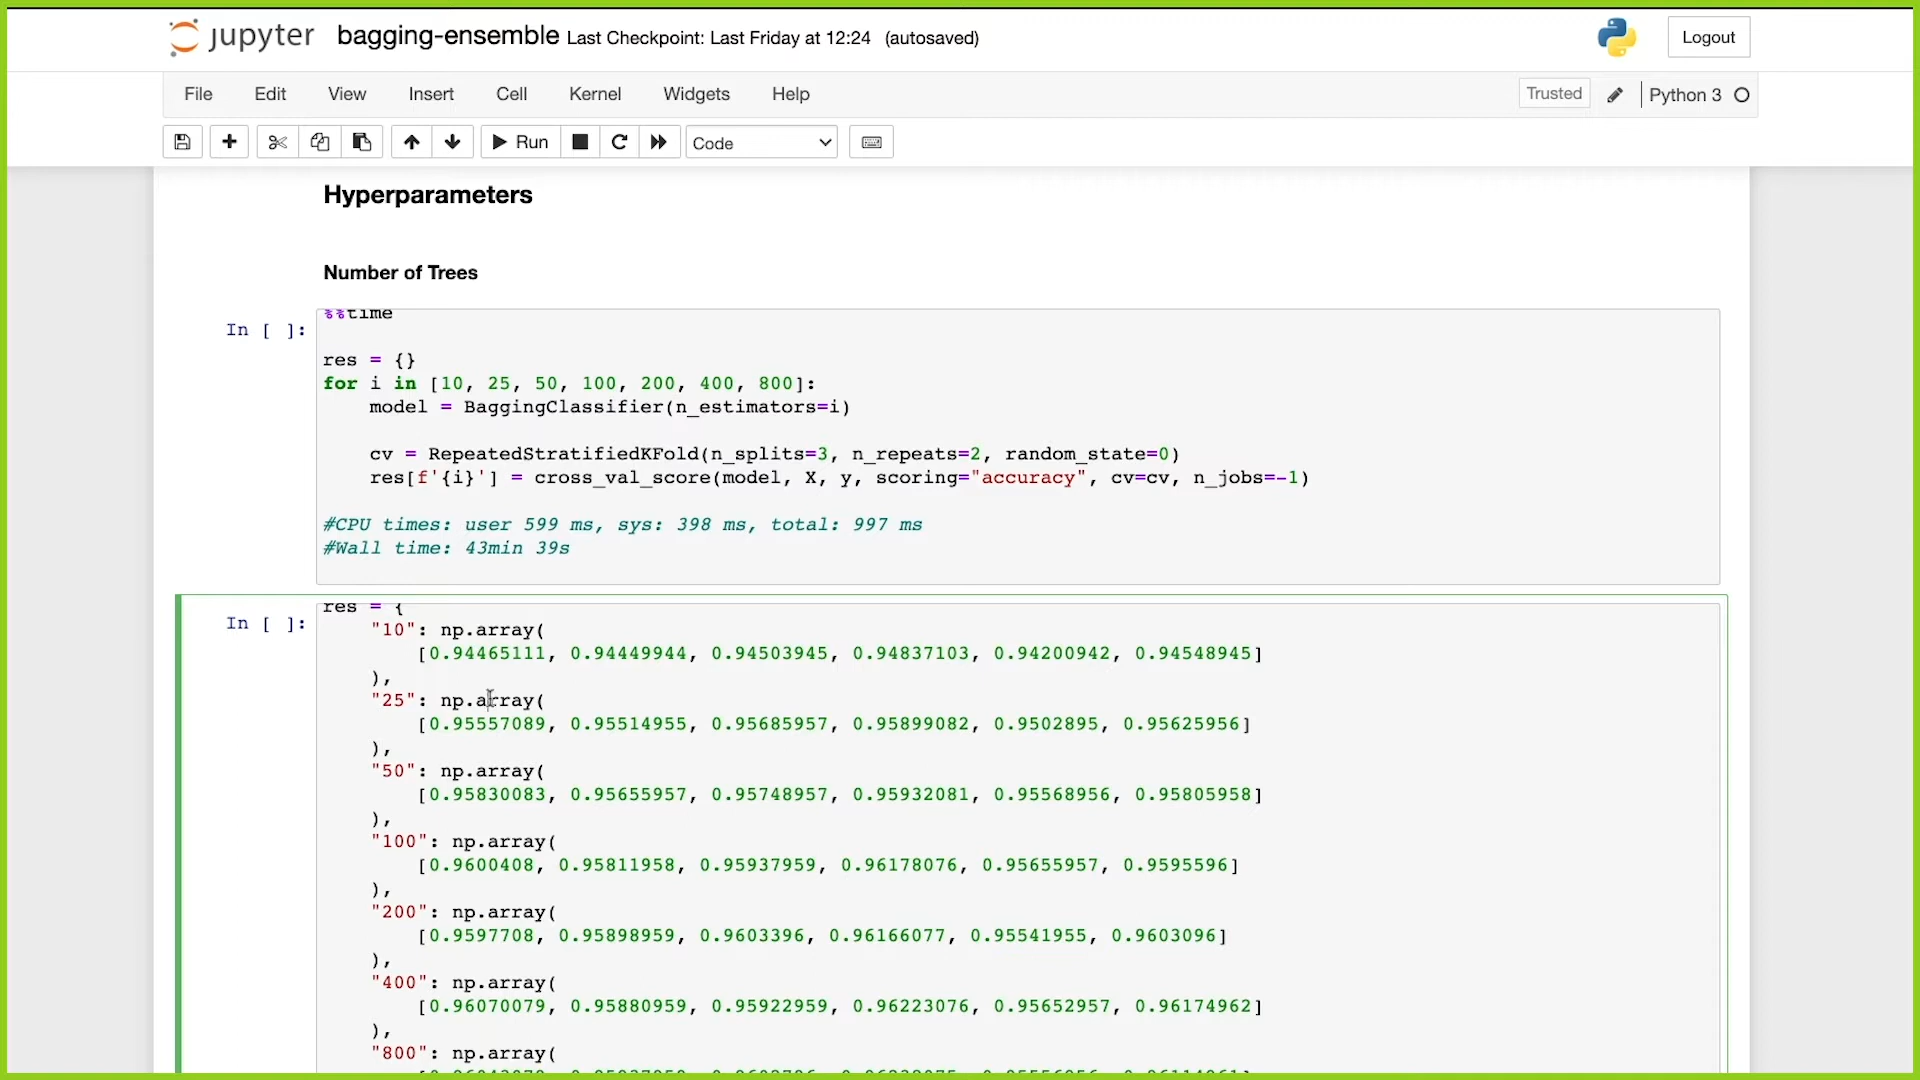 jupyter bagging-ensemble Last Checkpoint: Last Friday at 12:24 (autosaved)
Logout
File Edit View Insert Cell Kernel Widgets Help
Trusted Python 3
Run Code
Hyperparameters
Number of Trees
In [ ]:
%%time
res = {}
for i in [10, 25, 50, 100, 200, 400, 800]:
    model = BaggingClassifier(n_estimators=i)
    cv = RepeatedStratifiedKFold(n_splits=3, n_repeats=2, random_state=0)
    res[f'{i}'] = cross_val_score(model, X, y, scoring="accuracy", cv=cv, n_jobs=-1)
#CPU times: user 599 ms, sys: 398 ms, total: 997 ms
#Wall time: 43min 39s
In [ ]:
res = {
    "10": np.array(
        [0.94465111, 0.94449944, 0.94503945, 0.94837103, 0.94200942, 0.94548945]
    ),
    "25": np.array(
        [0.95557089, 0.95514955, 0.95685957, 0.95899082, 0.9502895, 0.95625956]
    ),
    "50": np.array(
        [0.95830083, 0.95655957, 0.95748957, 0.95932081, 0.95568956, 0.95805958]
    ),
    "100": np.array(
        [0.9600408, 0.95811958, 0.95937959, 0.96178076, 0.95655957, 0.9595596]
    ),
    "200": np.array(
        [0.9597708, 0.95898959, 0.9603396, 0.96166077, 0.95541955, 0.9603096]
    ),
    "400": np.array(
        [0.96070079, 0.95880959, 0.95922959, 0.96223076, 0.95652957, 0.96174962]
    ),
    "800": np.array(